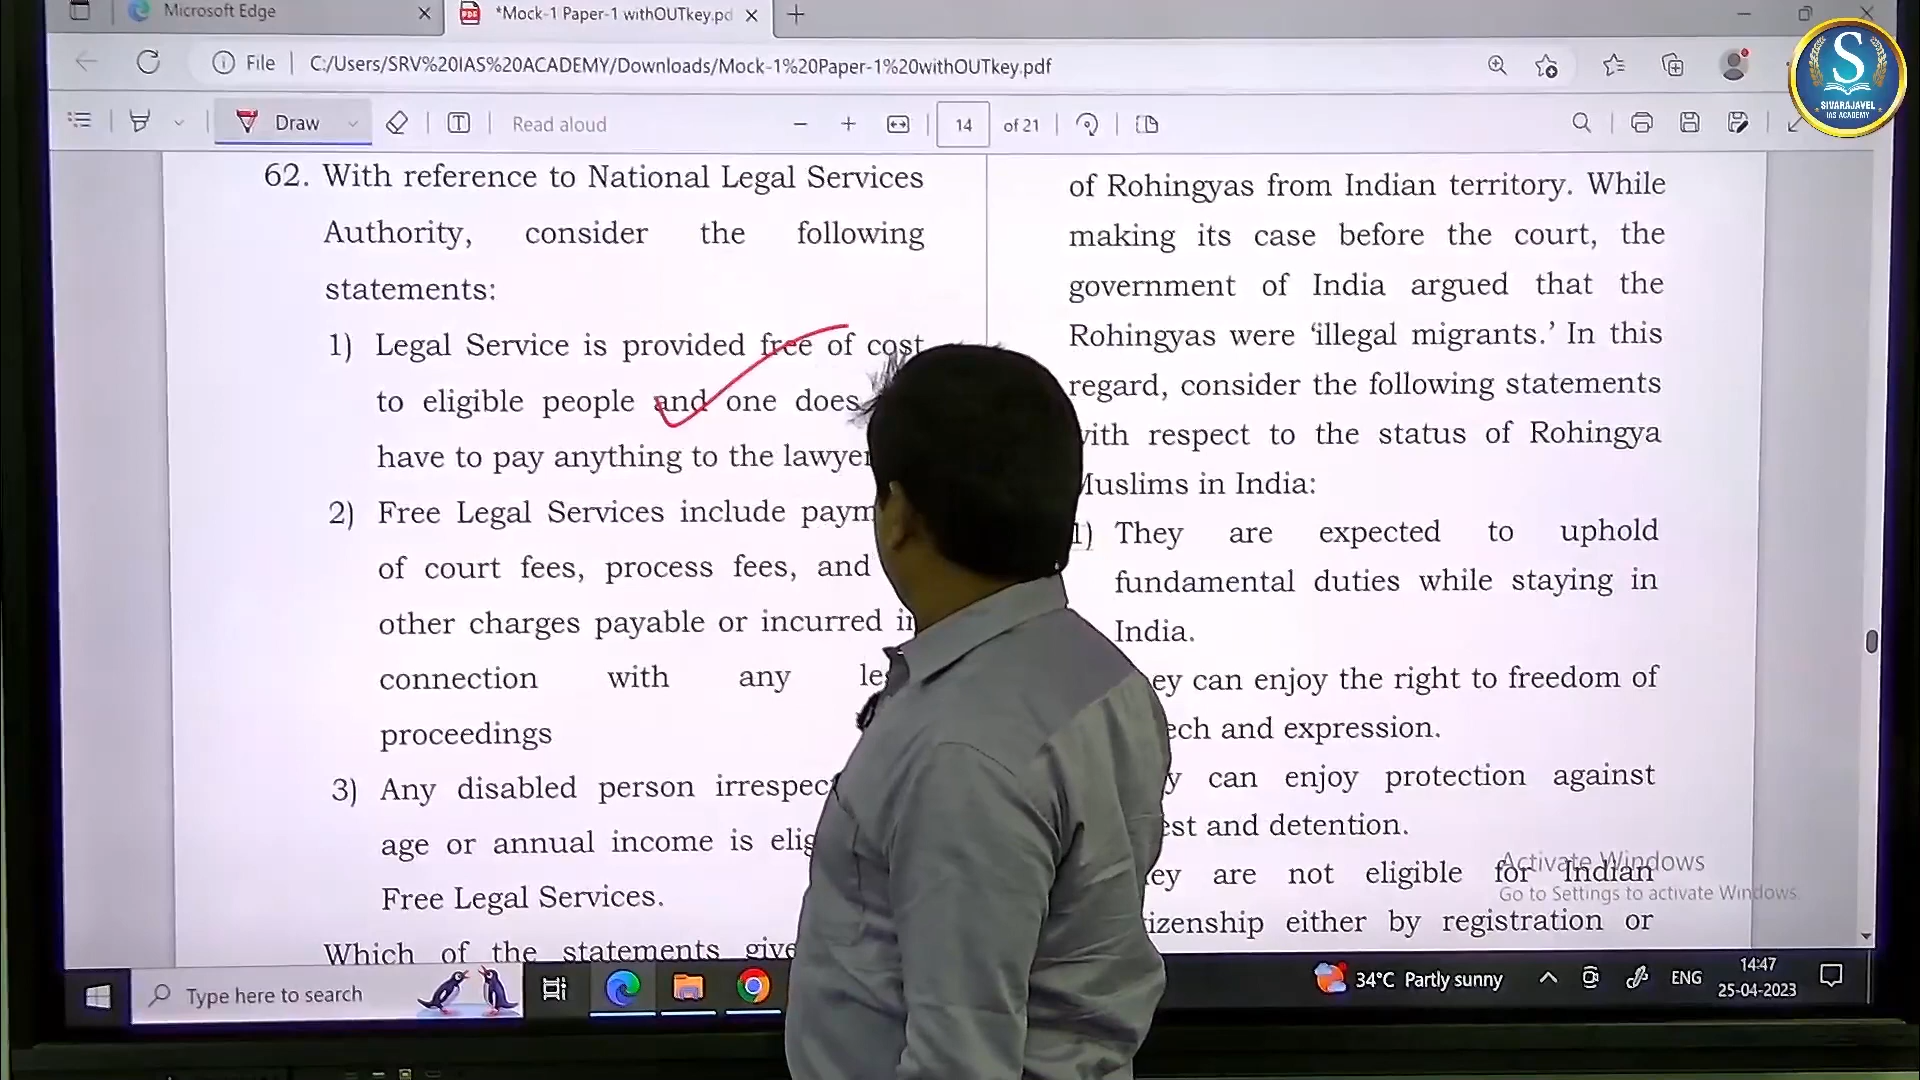 Microsoft Edge
*Mock-1 Paper-1 withOUTkey.pd
File
C:/Users/SRV%20IAS%20ACADEMY/Downloads/Mock-1%20Paper-1%20withOUTkey.pdf
Draw
Read aloud
14 of 21
S
SIVARAJAVEL
IAS ACADEMY
62. With reference to National Legal Services
Authority, consider the following
statements:
1) Legal Service is provided free of cost
to eligible people and one does
have to pay anything to the lawyer
2) Free Legal Services include paym
of court fees, process fees, and
other charges payable or incurred in
connection with any le
proceedings
3) Any disabled person irrespec
age or annual income is elig
Free Legal Services.
Which of the statements give
of Rohingyas from Indian territory. While
making its case before the court, the
government of India argued that the
Rohingyas were ‘illegal migrants.’ In this
regard, consider the following statements
with respect to the status of Rohingya
Muslims in India:
1) They are expected to uphold
fundamental duties while staying in
India.
ey can enjoy the right to freedom of
ech and expression.
y can enjoy protection against
est and detention.
ey are not eligible for Indian
izenship either by registration or
Activate Windows
Go to Settings to activate Windows.
Type here to search
34°C Partly sunny
ENG
14:47
25-04-2023